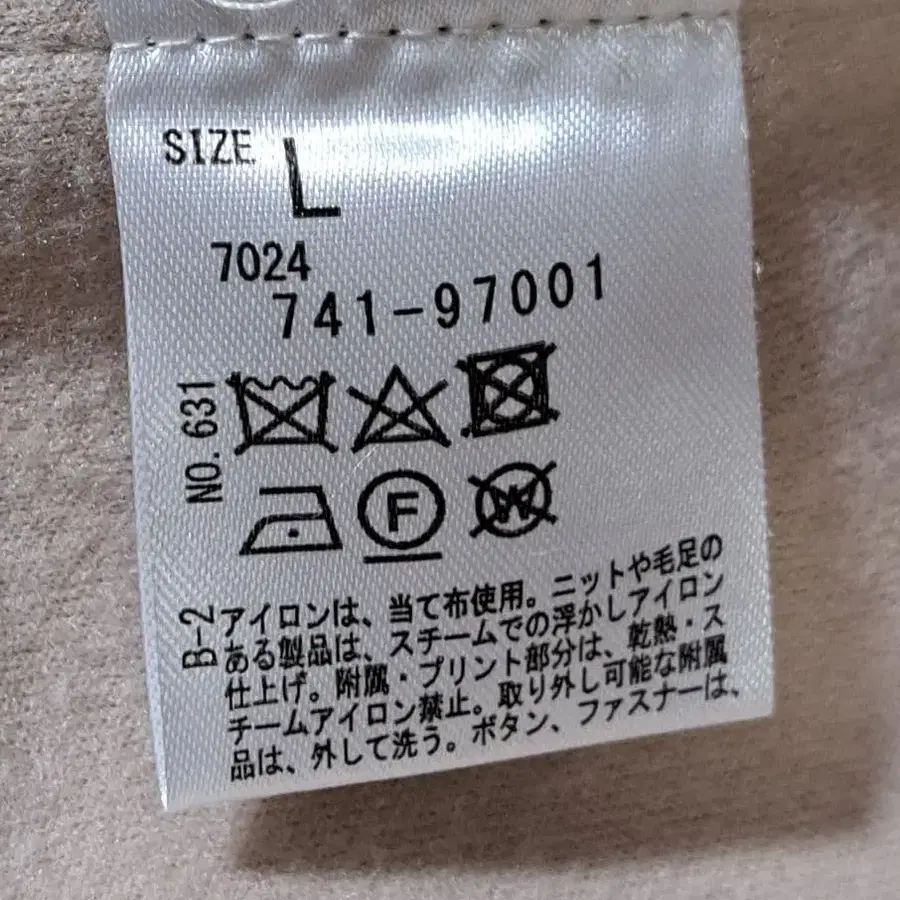 SIZE L
7024
741-97001
NO.631
F
W
B-2
アイロンは、当て布使用。ニットや毛足の
ある製品は、スチームでの浮かしアイロン
仕上げ。附属・プリント部分は、乾熱・ス
チームアイロン禁止。取り外し可能な附属
品は、外して洗う。ボタン、ファスナーは、